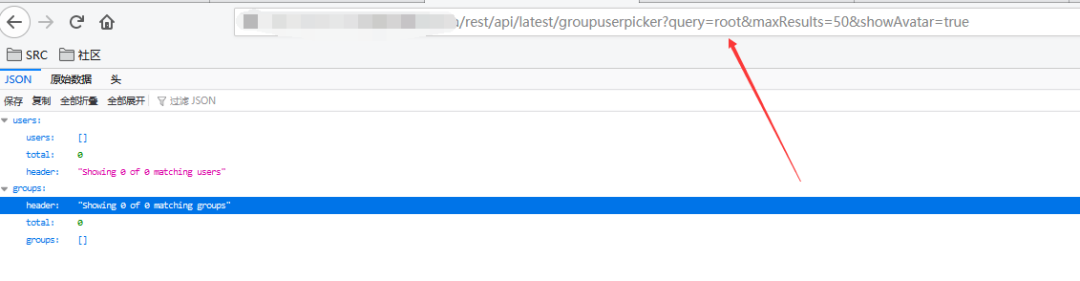 /rest/api/latest/groupuserpicker?query=root&maxResults=50&showAvatar=true
SRC 社区
JSON 原始数据 头
保存 复制 全部折叠 全部展开 过滤 JSON
users:
users: []
total: 0
header: "Showing 0 of 0 matching users"
groups:
header: "Showing 0 of 0 matching groups"
total: 0
groups: []